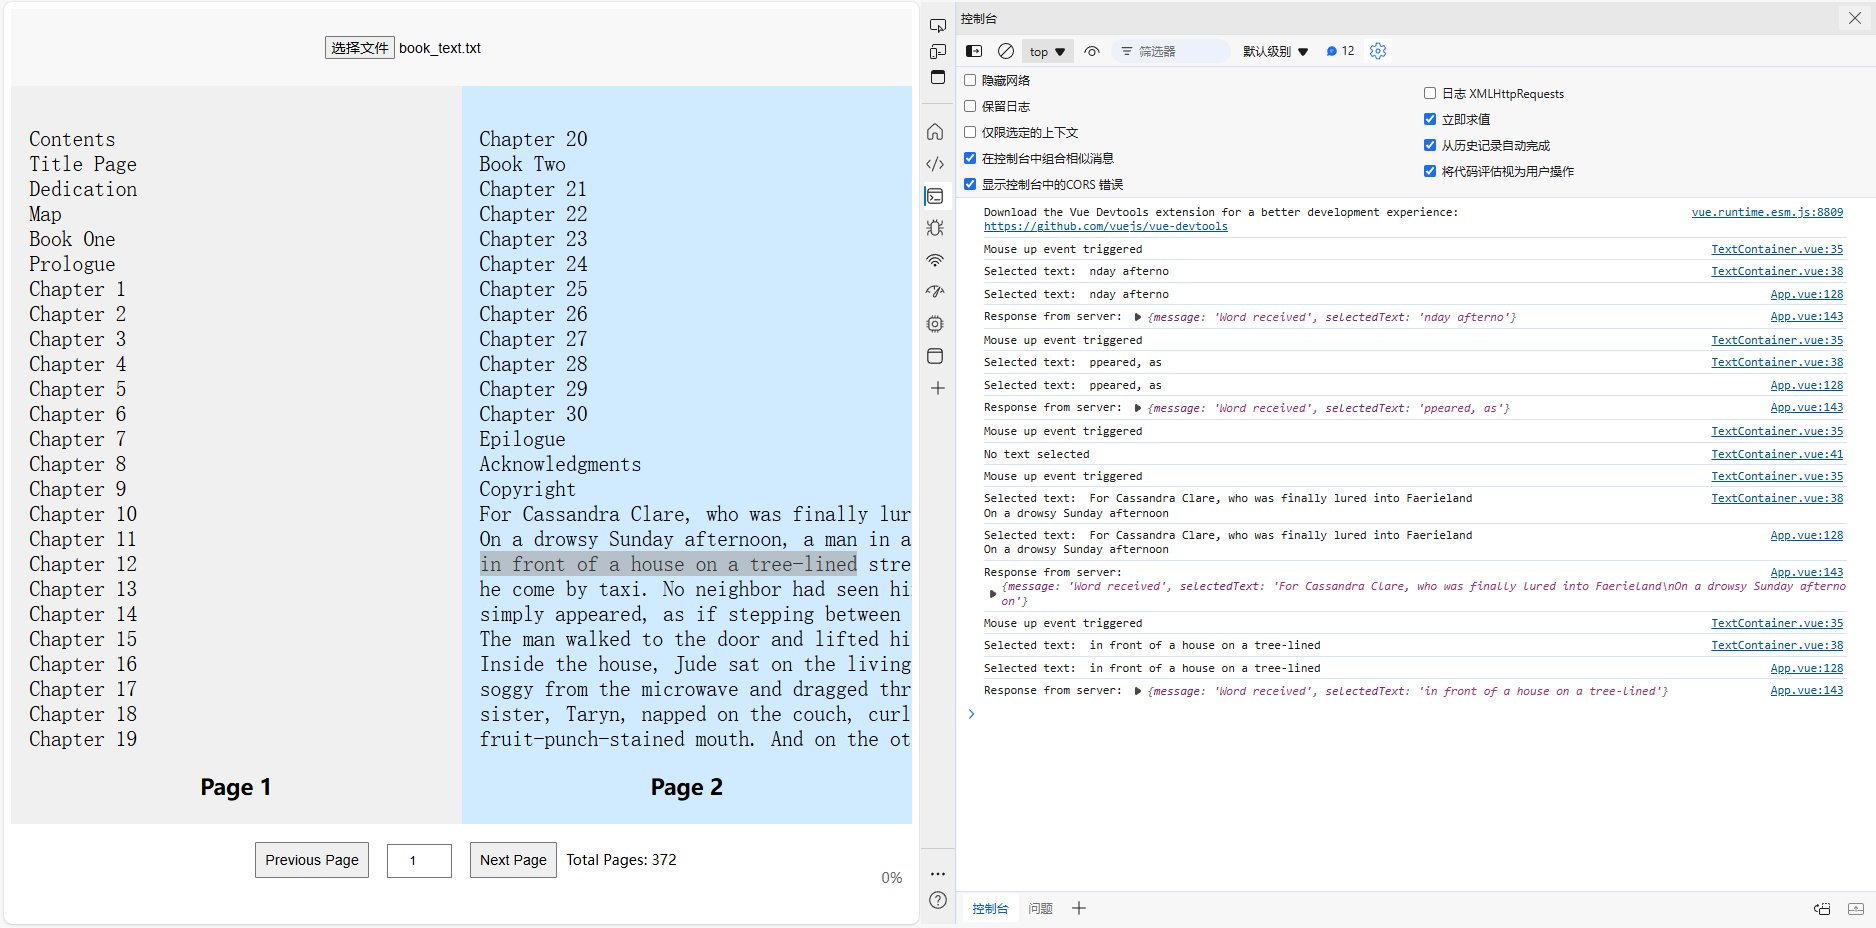 选择文件 book_text.txt
Contents
Title Page
Dedication
Map
Book One
Prologue
Chapter 1
Chapter 2
Chapter 3
Chapter 4
Chapter 5
Chapter 6
Chapter 7
Chapter 8
Chapter 9
Chapter 10
Chapter 11
Chapter 12
Chapter 13
Chapter 14
Chapter 15
Chapter 16
Chapter 17
Chapter 18
Chapter 19
Page 1
Chapter 20
Book Two
Chapter 21
Chapter 22
Chapter 23
Chapter 24
Chapter 25
Chapter 26
Chapter 27
Chapter 28
Chapter 29
Chapter 30
Epilogue
Acknowledgments
Copyright
For Cassandra Clare, who was finally lur
On a drowsy Sunday afternoon, a man in a
in front of a house on a tree-lined stre
he come by taxi. No neighbor had seen hi
simply appeared, as if stepping between
The man walked to the door and lifted hi
Inside the house, Jude sat on the living
soggy from the microwave and dragged thr
sister, Taryn, napped on the couch, curl
fruit-punch-stained mouth. And on the ot
Page 2
Previous Page 1 Next Page Total Pages: 372
0%
控制台
top 筛选器 默认级别 12
隐藏网络
保留日志
仅限选定的上下文
在控制台中组合相似消息
显示控制台中的CORS 错误
日志 XMLHttpRequests
立即求值
从历史记录自动完成
将代码评估视为用户操作
Download the Vue Devtools extension for a better development experience: vue.runtime.esm.js:8809
https://github.com/vuejs/vue-devtools
Mouse up event triggered TextContainer.vue:35
Selected text: nday afterno TextContainer.vue:38
Selected text: nday afterno App.vue:128
Response from server: {message: 'Word received', selectedText: 'nday afterno'} App.vue:143
Mouse up event triggered TextContainer.vue:35
Selected text: ppeared, as TextContainer.vue:38
Selected text: ppeared, as App.vue:128
Response from server: {message: 'Word received', selectedText: 'ppeared, as'} App.vue:143
Mouse up event triggered TextContainer.vue:35
No text selected TextContainer.vue:41
Mouse up event triggered TextContainer.vue:35
Selected text: For Cassandra Clare, who was finally lured into Faerieland TextContainer.vue:38
On a drowsy Sunday afternoon
Selected text: For Cassandra Clare, who was finally lured into Faerieland App.vue:128
On a drowsy Sunday afternoon
Response from server: App.vue:143
{message: 'Word received', selectedText: 'For Cassandra Clare, who was finally lured into Faerieland\nOn a drowsy Sunday afterno
on'}
Mouse up event triggered TextContainer.vue:35
Selected text: in front of a house on a tree-lined TextContainer.vue:38
Selected text: in front of a house on a tree-lined App.vue:128
Response from server: {message: 'Word received', selectedText: 'in front of a house on a tree-lined'} App.vue:143
控制台 问题